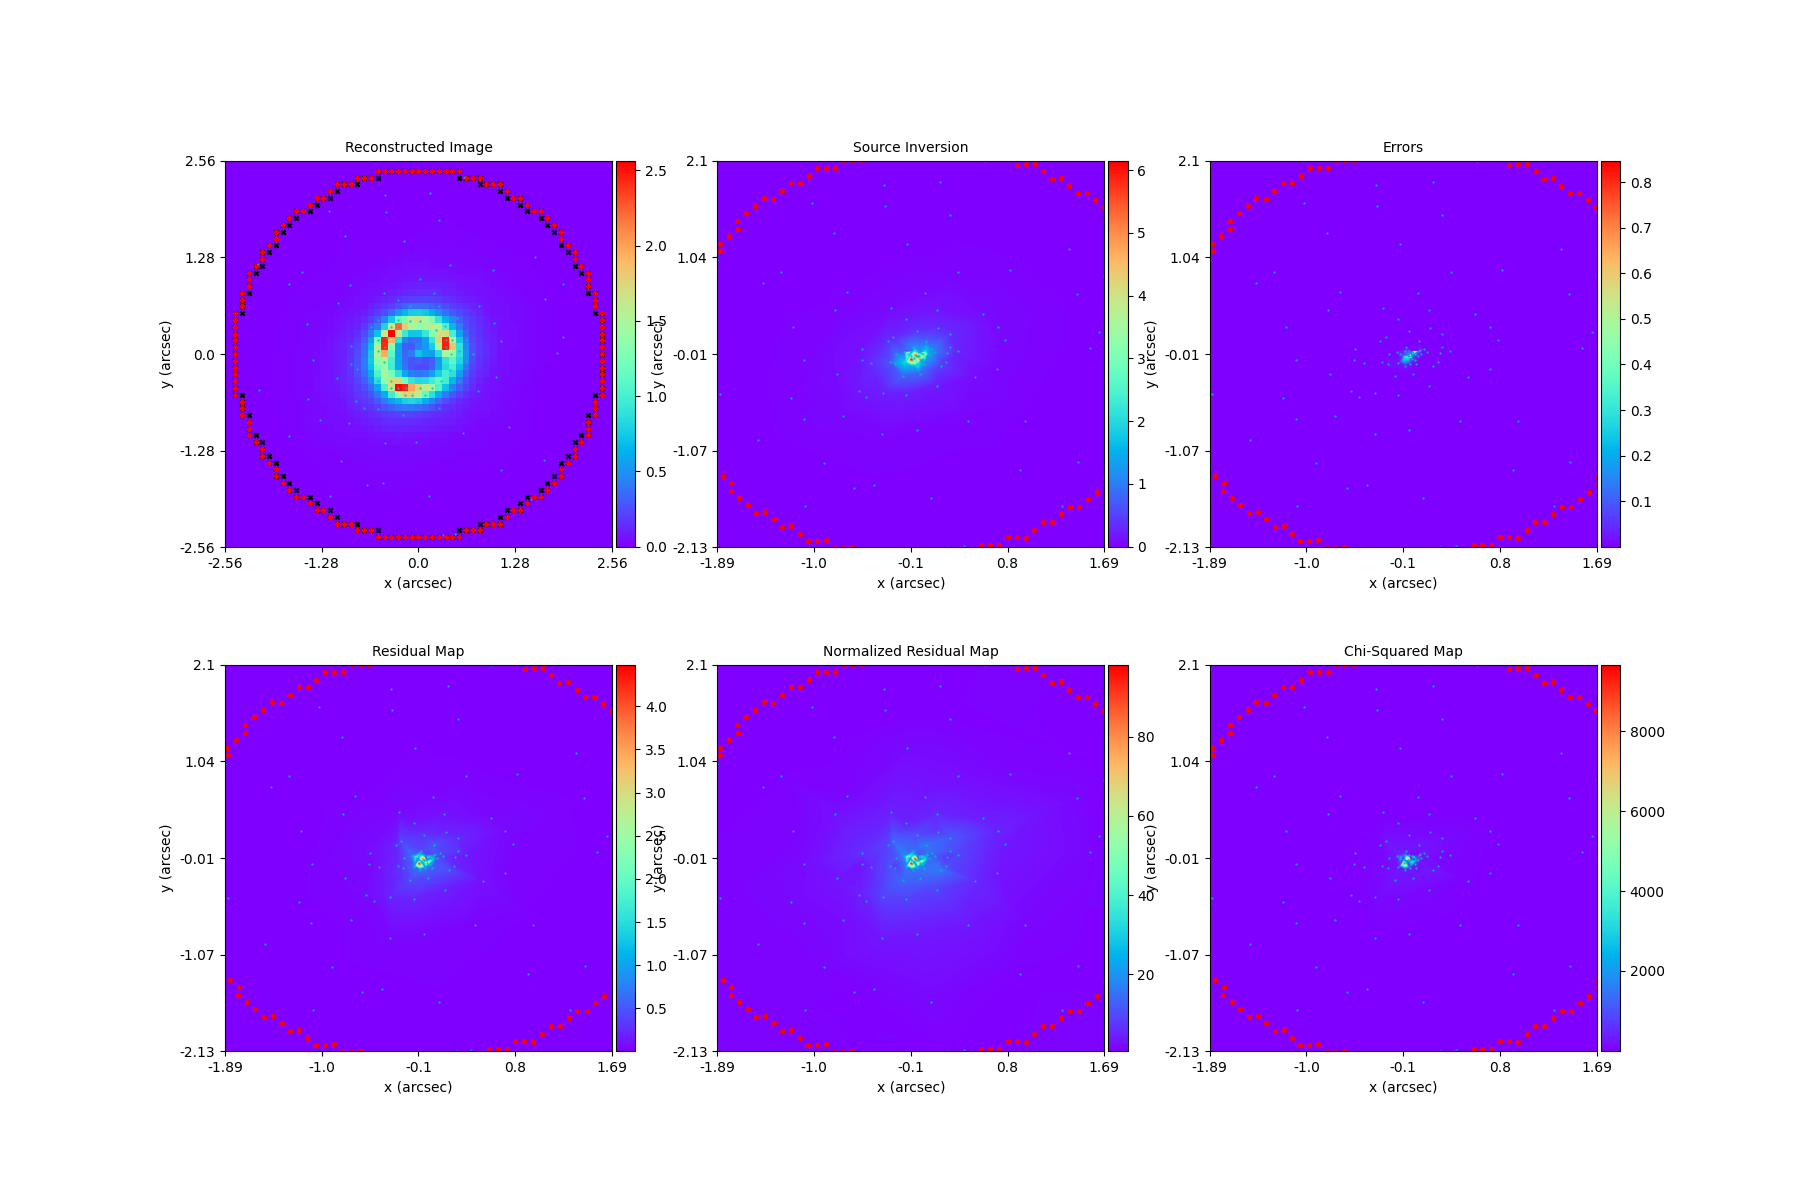 Reconstructed Image
2.56
1.28
0.0
-1.28
-2.56
y (arcsec)
-2.56 -1.28 0.0 1.28 2.56
x (arcsec)
2.5
2.0
1.5
1.0
0.5
0.0
Source Inversion
2.1
1.04
-0.01
-1.07
-2.13
y (arcsec)
-1.89 -1.0 -0.1 0.8 1.69
x (arcsec)
6
5
4
3
2
1
0
Errors
2.1
1.04
-0.01
-1.07
-2.13
y (arcsec)
-1.89 -1.0 -0.1 0.8 1.69
x (arcsec)
0.8
0.7
0.6
0.5
0.4
0.3
0.2
0.1
Residual Map
2.1
1.04
-0.01
-1.07
-2.13
y (arcsec)
-1.89 -1.0 -0.1 0.8 1.69
x (arcsec)
4.0
3.5
3.0
2.5
2.0
1.5
1.0
0.5
Normalized Residual Map
2.1
1.04
-0.01
-1.07
-2.13
y (arcsec)
-1.89 -1.0 -0.1 0.8 1.69
x (arcsec)
80
60
40
20
Chi-Squared Map
2.1
1.04
-0.01
-1.07
-2.13
y (arcsec)
-1.89 -1.0 -0.1 0.8 1.69
x (arcsec)
8000
6000
4000
2000